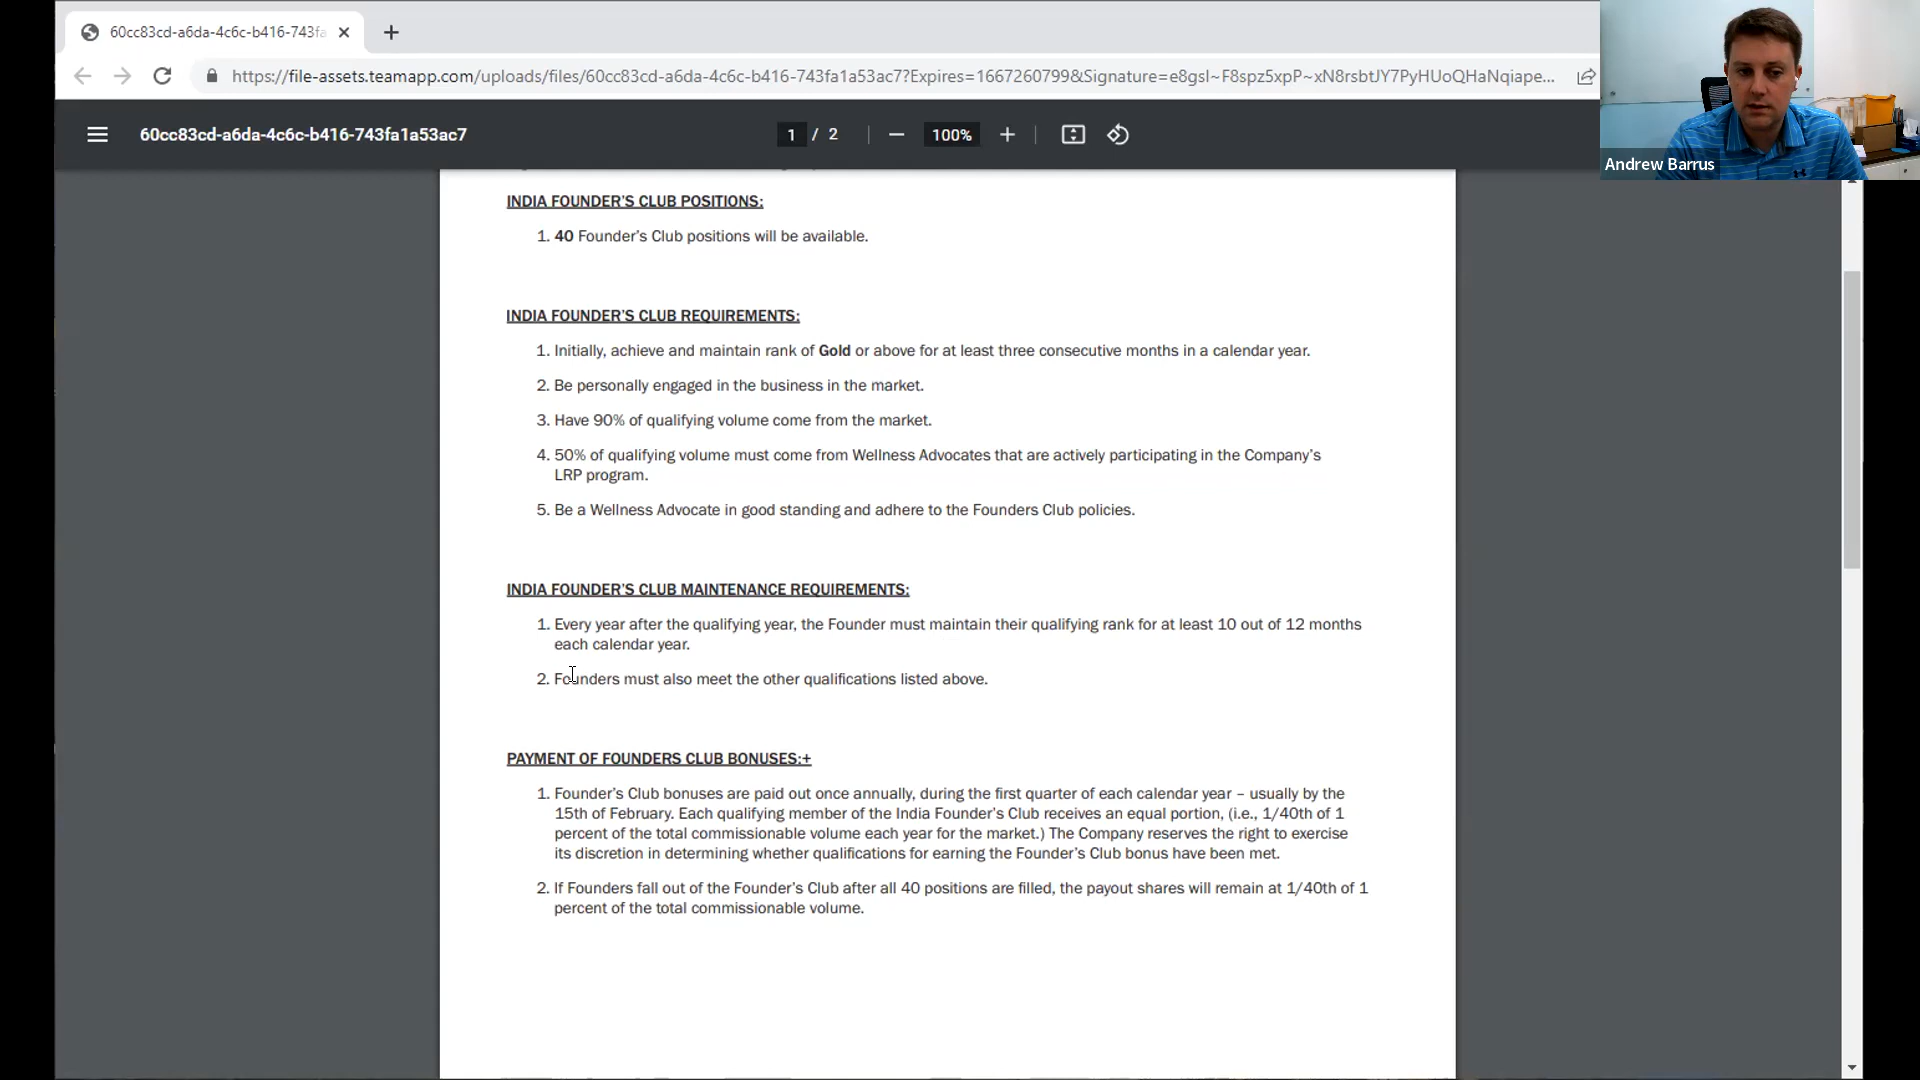 60cc83cd-a6da-4c6c-b416-743fa
https://file-assets.teamapp.com/uploads/files/60cc83cd-a6da-4c6c-b416-743fa1a53ac7?Expires=1667260799&Signature=e8gsl~F8spz5xpP~xN8rsbtJY7PyHUoQHaNqiape...
60cc83cd-a6da-4c6c-b416-743fa1a53ac7
1 / 2
100%
Andrew Barrus
INDIA FOUNDER'S CLUB POSITIONS:
1. 40 Founder's Club positions will be available.
INDIA FOUNDER'S CLUB REQUIREMENTS:
1. Initially, achieve and maintain rank of Gold or above for at least three consecutive months in a calendar year.
2. Be personally engaged in the business in the market.
3. Have 90% of qualifying volume come from the market.
4. 50% of qualifying volume must come from Wellness Advocates that are actively participating in the Company's
LRP program.
5. Be a Wellness Advocate in good standing and adhere to the Founders Club policies.
INDIA FOUNDER'S CLUB MAINTENANCE REQUIREMENTS:
1. Every year after the qualifying year, the Founder must maintain their qualifying rank for at least 10 out of 12 months
each calendar year.
2. Founders must also meet the other qualifications listed above.
PAYMENT OF FOUNDERS CLUB BONUSES:+
1. Founder's Club bonuses are paid out once annually, during the first quarter of each calendar year – usually by the
15th of February. Each qualifying member of the India Founder's Club receives an equal portion, (i.e., 1/40th of 1
percent of the total commissionable volume each year for the market.) The Company reserves the right to exercise
its discretion in determining whether qualifications for earning the Founder's Club bonus have been met.
2. If Founders fall out of the Founder's Club after all 40 positions are filled, the payout shares will remain at 1/40th of 1
percent of the total commissionable volume.